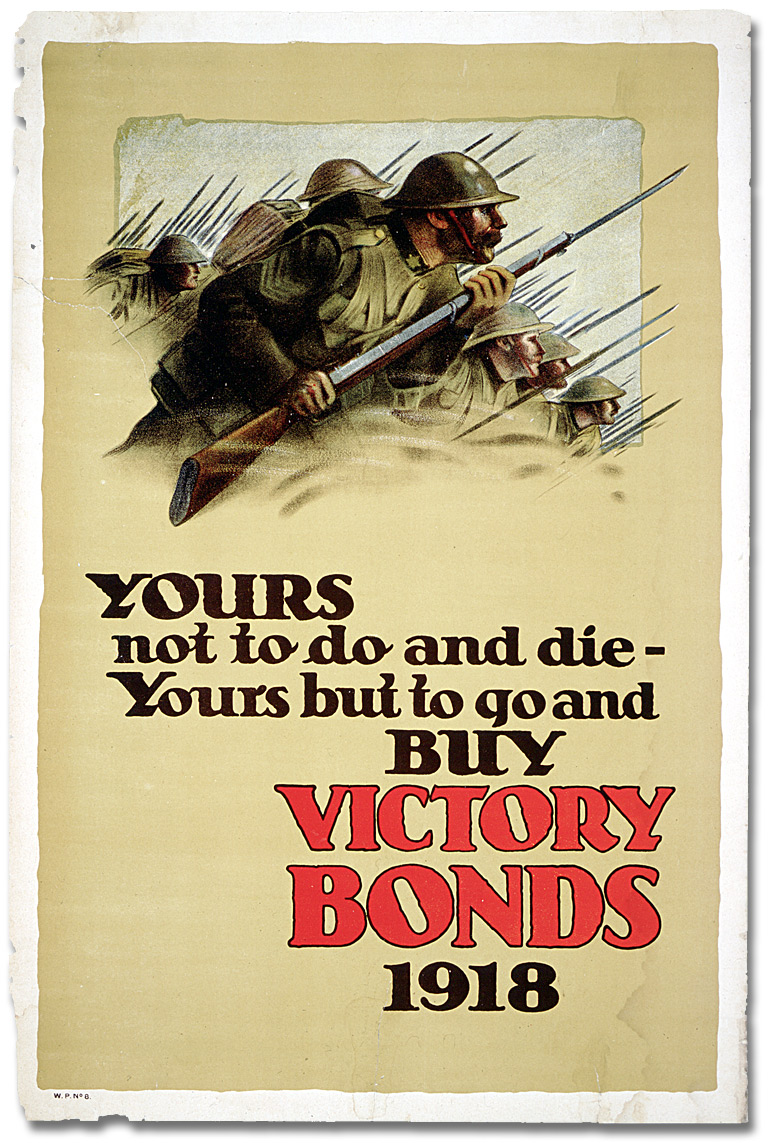 YOURS
not to do and die -
Yours but to go and
BUY
VICTORY
BONDS
1918
W. P. Nº 8.